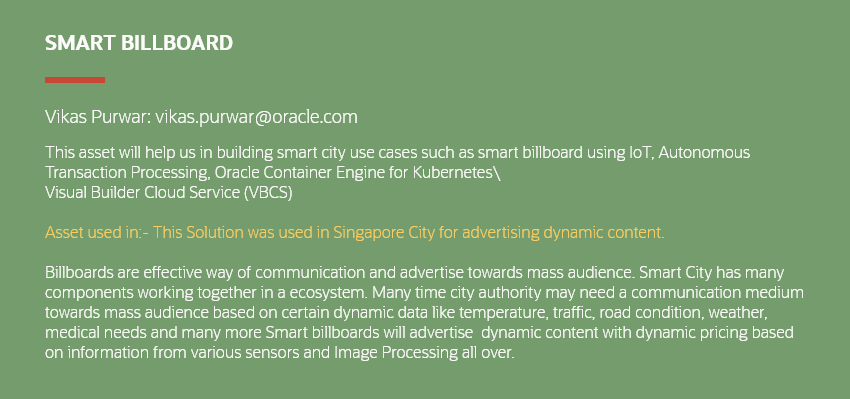 SMART BILLBOARD
Vikas Purwar: vikas.purwar@oracle.com
This asset will help us in building smart city use cases such as smart billboard using IoT, Autonomous
Transaction Processing, Oracle Container Engine for Kubernetes\
Visual Builder Cloud Service (VBCS)
Asset used in:- This Solution was used in Singapore City for advertising dynamic content.
Billboards are effective way of communication and advertise towards mass audience. Smart City has many
components working together in a ecosystem. Many time city authority may need a communication medium
towards mass audience based on certain dynamic data like temperature, traffic, road condition, weather,
medical needs and many more Smart billboards will advertise  dynamic content with dynamic pricing based
on information from various sensors and Image Processing all over.